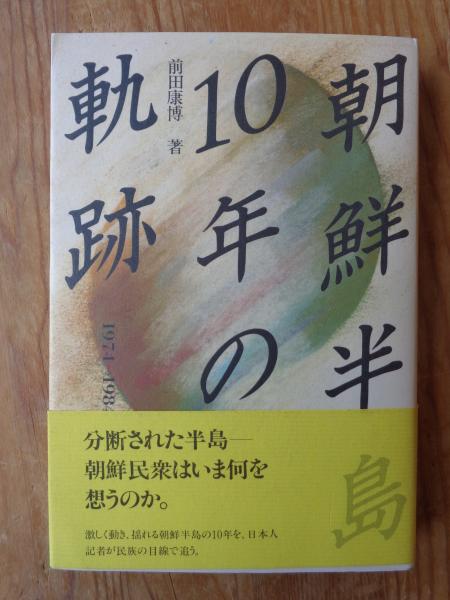 朝鮮半島
10年の
軌跡
前田康博 著
1974-1984
分断された半島―
朝鮮民衆はいま何を
想うのか。
激しく動き、揺れる朝鮮半島の10年を、日本人
記者が民族の目線で追う。